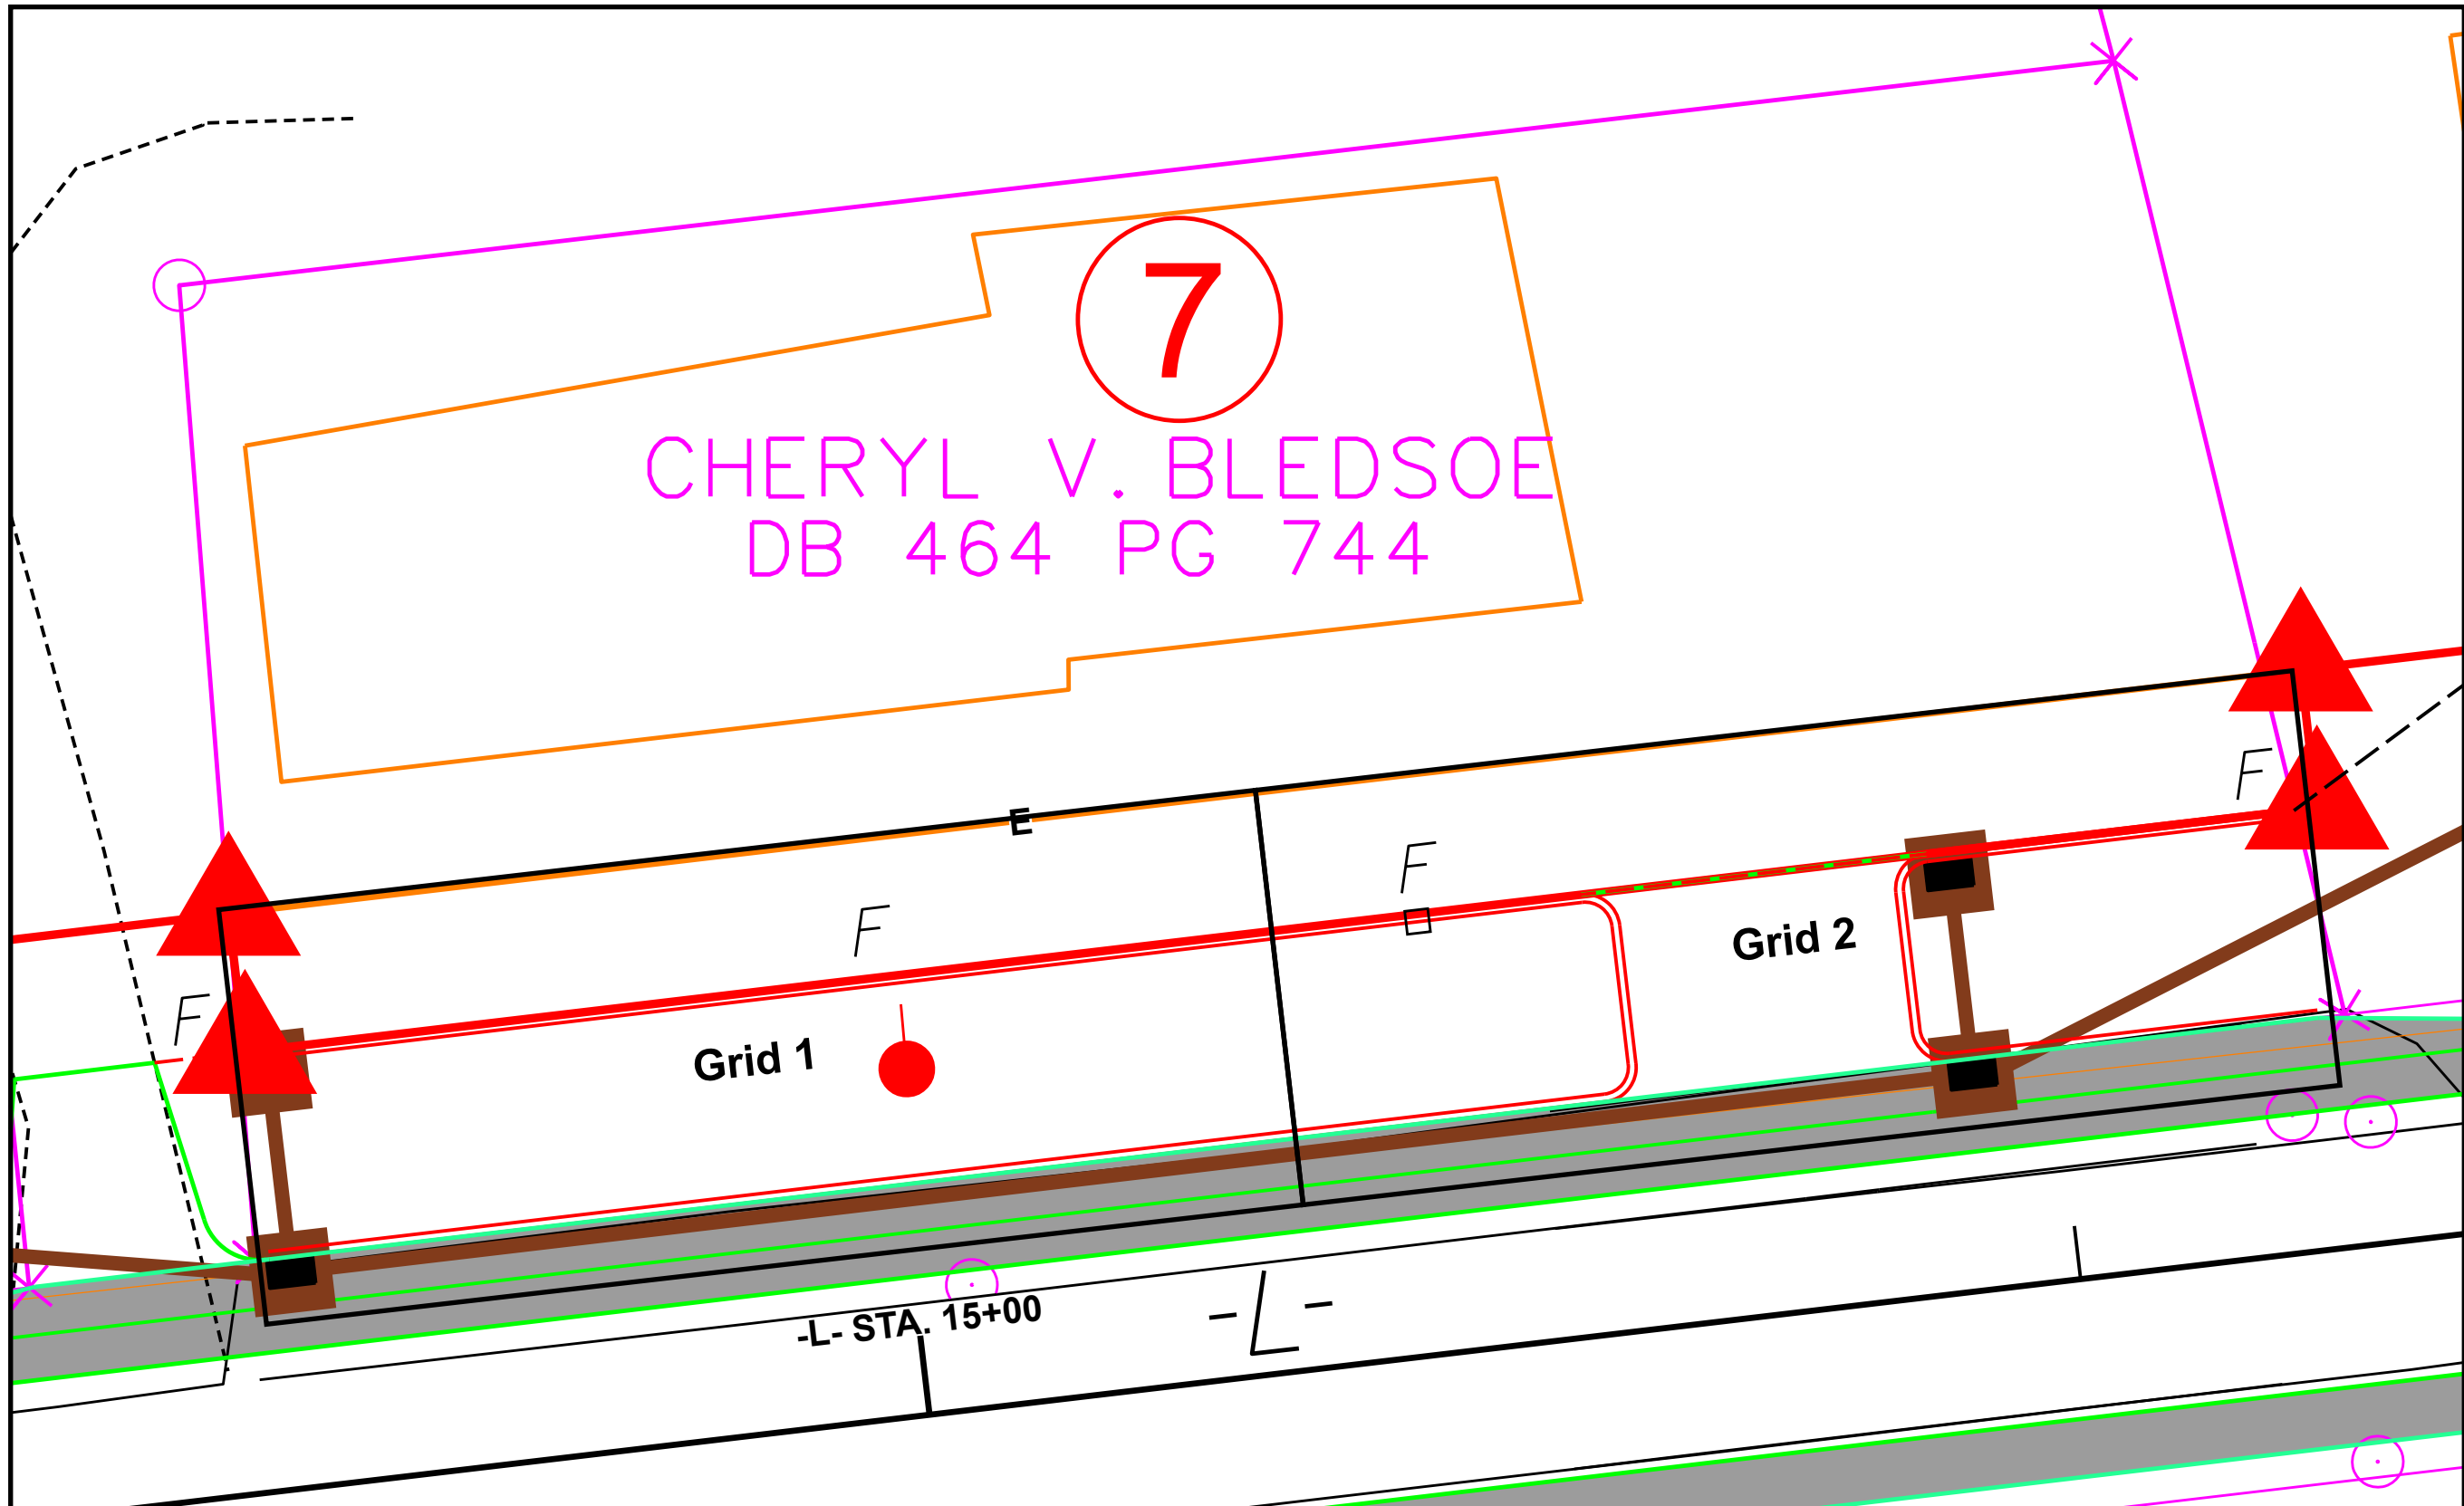 7
CHERYL V. BLEDSOE
DB 464 PG 744
F
E
F
F
Grid 2
F
Grid 1
-L- STA. 15+00
-L-